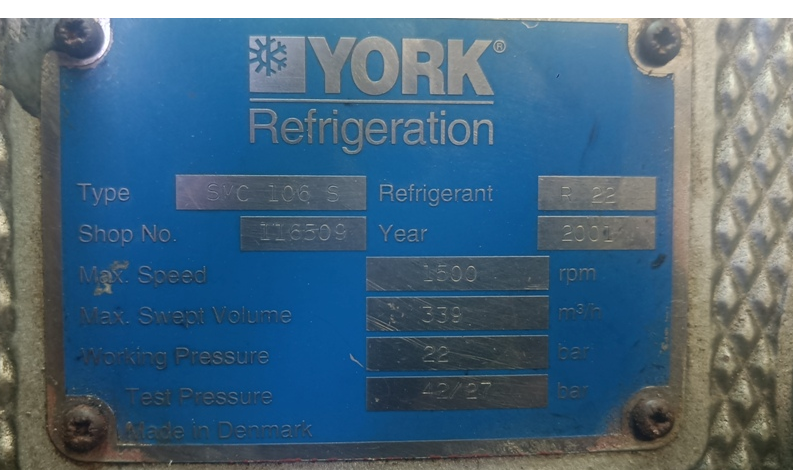 YORK®
Refrigeration
Type SMC 106 S Refrigerant R 22
Shop No. 116509 Year 2001
Max. Speed 1500 rpm
Max. Swept Volume 339 m³/h
Working Pressure 22 bar
Test Pressure 42/27 bar
Made in Denmark